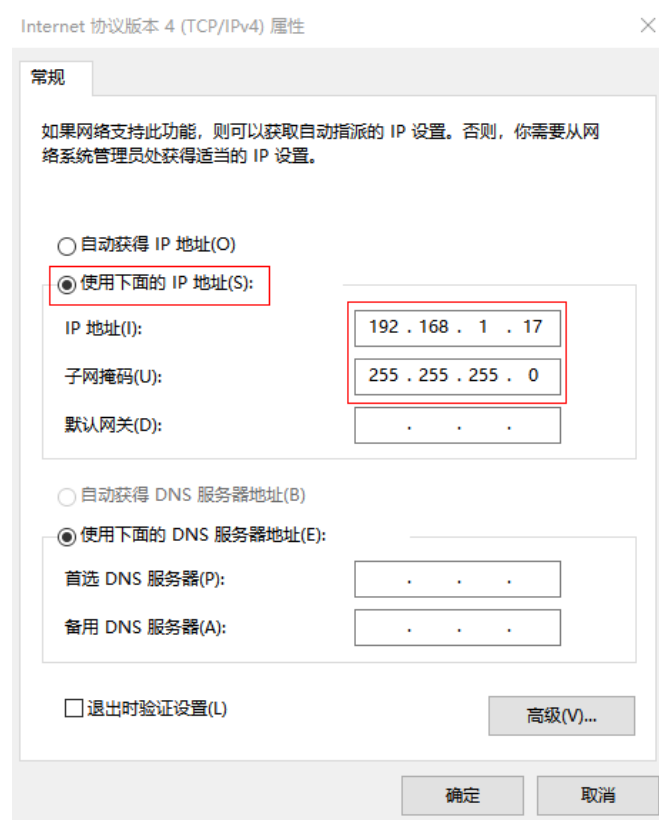 Internet 协议版本 4 (TCP/IPv4) 属性
常规
如果网络支持此功能，则可以获取自动指派的 IP 设置。否则，你需要从网
络系统管理员处获得适当的 IP 设置。
自动获得 IP 地址(O)
使用下面的 IP 地址(S):
IP 地址(I): 192 . 168 . 1 . 17
子网掩码(U): 255 . 255 . 255 . 0
默认网关(D): . . .
自动获得 DNS 服务器地址(B)
使用下面的 DNS 服务器地址(E):
首选 DNS 服务器(P): . . .
备用 DNS 服务器(A): . . .
退出时验证设置(L)
高级(V)...
确定 取消